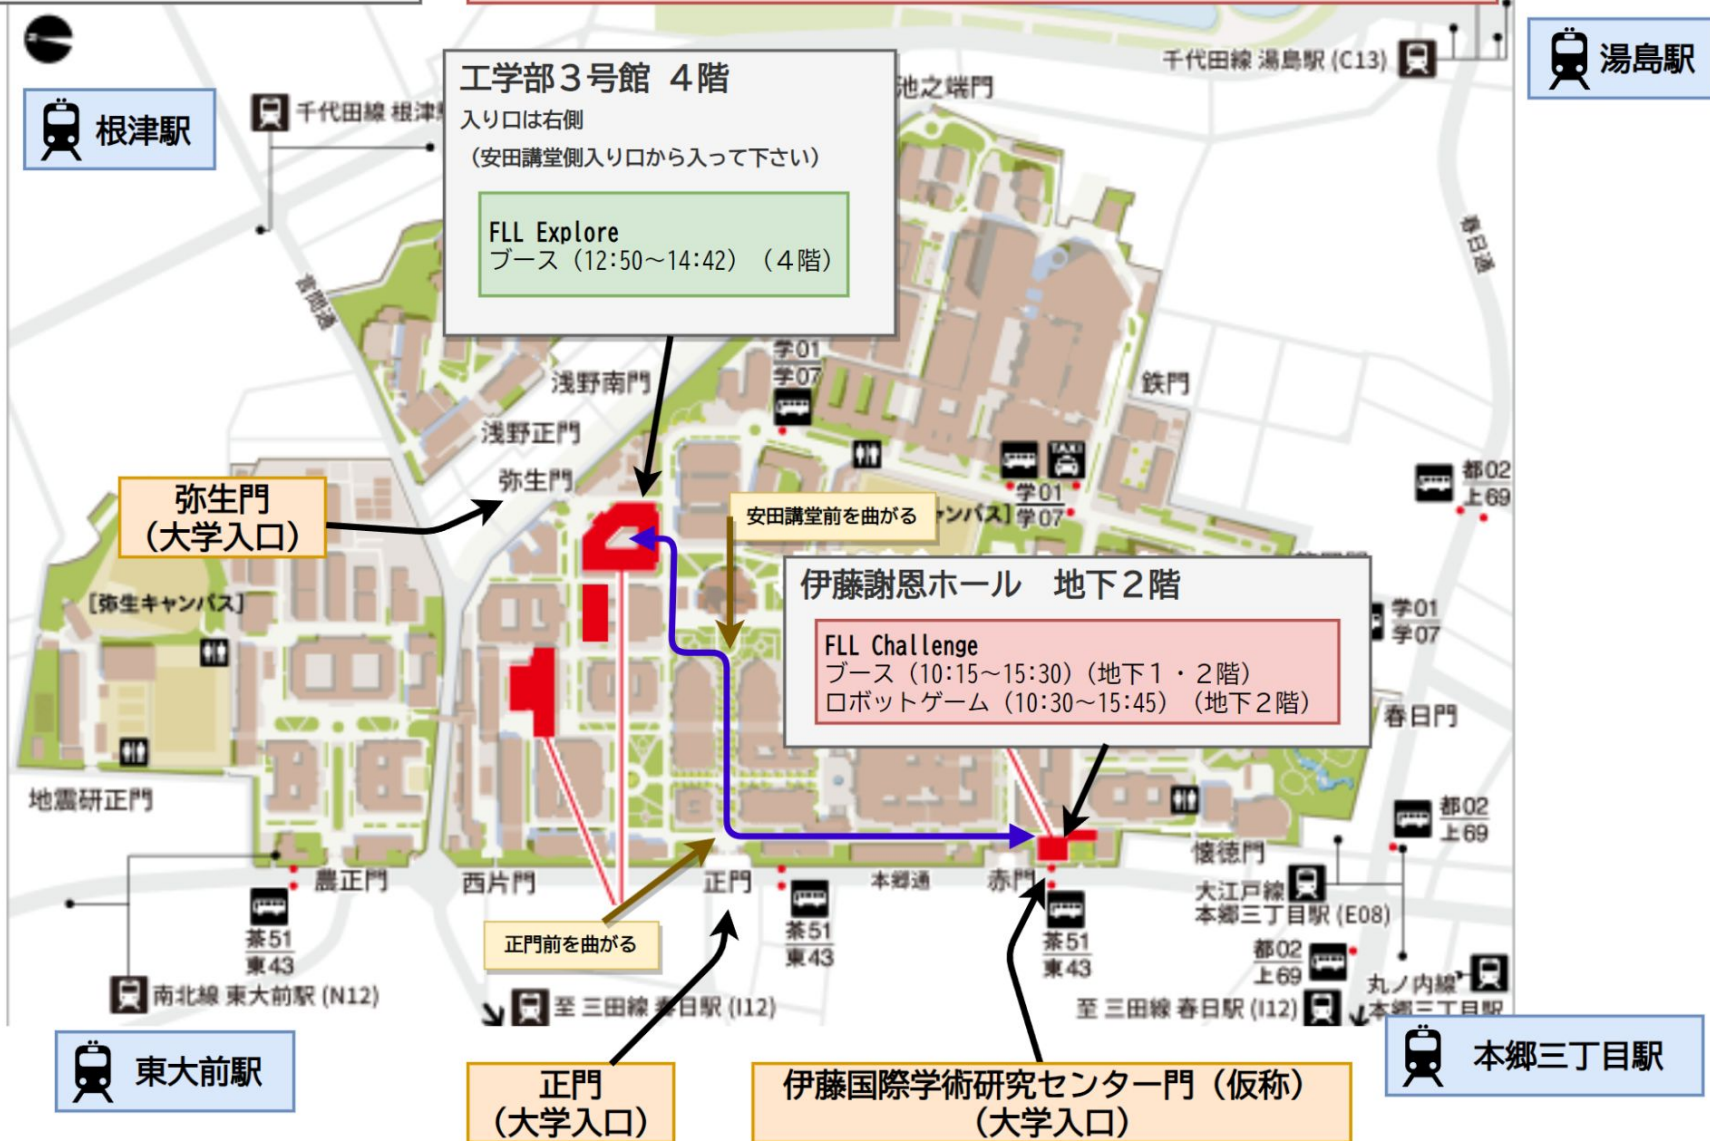 千代田線 湯島駅 (C13)
湯島駅
工学部３号館 ４階
入り口は右側
（安田講堂側入り口から入って下さい）
FLL Explore
ブース（12:50～14:42）（４階）
池之端門
根津駅
千代田線 根津
春日通
言問通
学01
学07
浅野南門
鉄門
浅野正門
弥生門
弥生門
（大学入口）
安田講堂前を曲がる
ンパス]
TAXI
学01
学07
都02
上69
伊藤謝恩ホール　地下２階
FLL Challenge
ブース（10:15～15:30）（地下１・２階）
ロボットゲーム（10:30～15:45）（地下２階）
[弥生キャンパス]
学01
学07
春日門
地震研正門
都02
上69
懐徳門
農正門
西片門
正門
本郷通
赤門
大江戸線
本郷三丁目駅 (E08)
茶51
東43
正門前を曲がる
茶51
東43
茶51
東43
都02
上69
南北線 東大前駅 (N12)
至 三田線 春日駅 (I12)
至 三田線 春日駅 (I12)
丸ノ内線
本郷三丁目駅
東大前駅
正門
（大学入口）
伊藤国際学術研究センター門（仮称）
（大学入口）
本郷三丁目駅